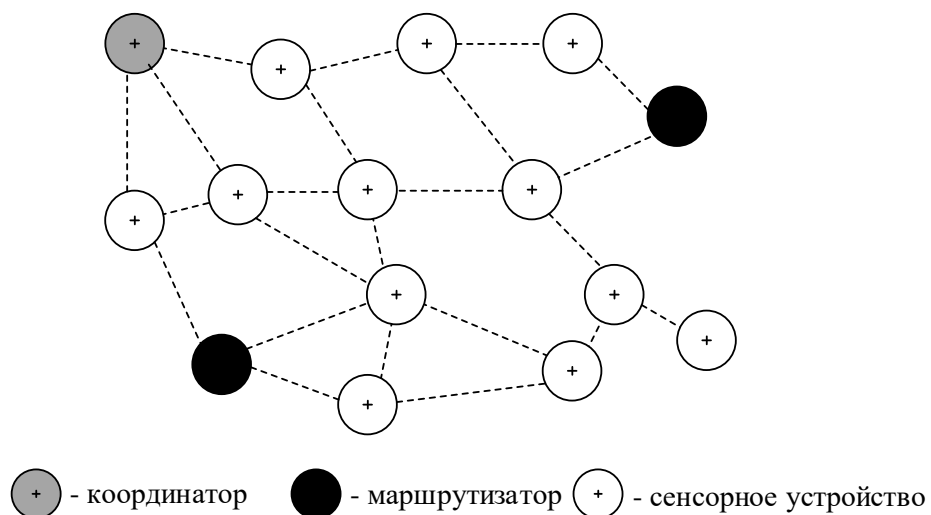 - координатор - маршрутизатор - сенсорное устройство